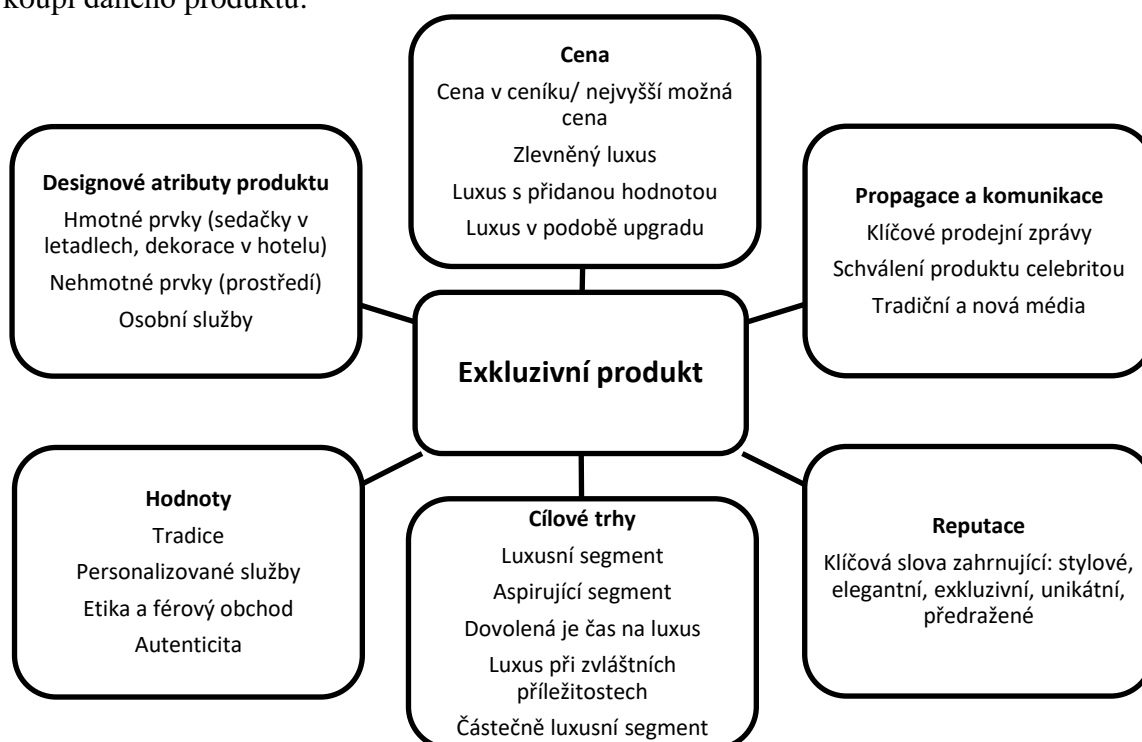 koupi daného produktu.
Cena
Cena v ceníku/ nejvyšší možná
cena
Zlevněný luxus
Luxus s přidanou hodnotou
Luxus v podobě upgradu
Designové atributy produktu
Hmotné prvky (sedačky v
letadlech, dekorace v hotelu)
Nehmotné prvky (prostředí)
Osobní služby
Propagace a komunikace
Klíčové prodejní zprávy
Schválení produktu celebritou
Tradiční a nová média
Exkluzivní produkt
Hodnoty
Tradice
Personalizované služby
Etika a férový obchod
Autenticita
Cílové trhy
Luxusní segment
Aspirující segment
Dovolená je čas na luxus
Luxus při zvláštních
příležitostech
Částečně luxusní segment
Reputace
Klíčová slova zahrnující: stylové,
elegantní, exkluzivní, unikátní,
předražené